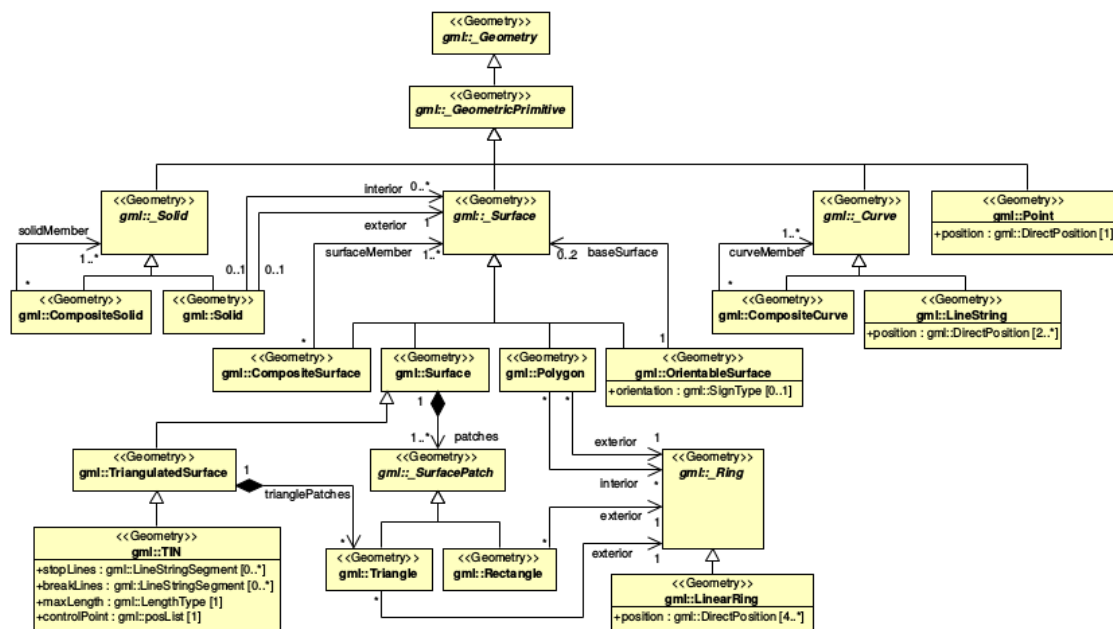 <<Geometry>>
gml::_Geometry
<<Geometry>>
gml::_GeometricPrimitive
<<Geometry>>
gml::_Solid
solidMember
1..*
*
interior
0..*
exterior
1
0..1
0..1
<<Geometry>>
gml::_Surface
surfaceMember
1..*
*
0..2
baseSurface
1
<<Geometry>>
gml::_Curve
1..*
curveMember
*
<<Geometry>>
gml::Point
+position : gml::DirectPosition [1]
<<Geometry>>
gml::CompositeSolid
<<Geometry>>
gml::Solid
<<Geometry>>
gml::CompositeCurve
<<Geometry>>
gml::LineString
+position : gml::DirectPosition [2..*]
<<Geometry>>
gml::CompositeSurface
<<Geometry>>
gml::Surface
<<Geometry>>
gml::Polygon
<<Geometry>>
gml::OrientableSurface
+orientation : gml::SignType [0..1]
1
1..*
patches
*
*
exterior
1
interior
*
<<Geometry>>
gml::TriangulatedSurface
1
trianglePatches
*
<<Geometry>>
gml::_SurfacePatch
<<Geometry>>
gml::_Ring
exterior
1
*
exterior
1
*
<<Geometry>>
gml::TIN
+stopLines : gml::LineStringSegment [0..*]
+breakLines : gml::LineStringSegment [0..*]
+maxLength : gml::LengthType [1]
+controlPoint : gml::posList [1]
<<Geometry>>
gml::Triangle
<<Geometry>>
gml::Rectangle
<<Geometry>>
gml::LinearRing
+position : gml::DirectPosition [4..*]